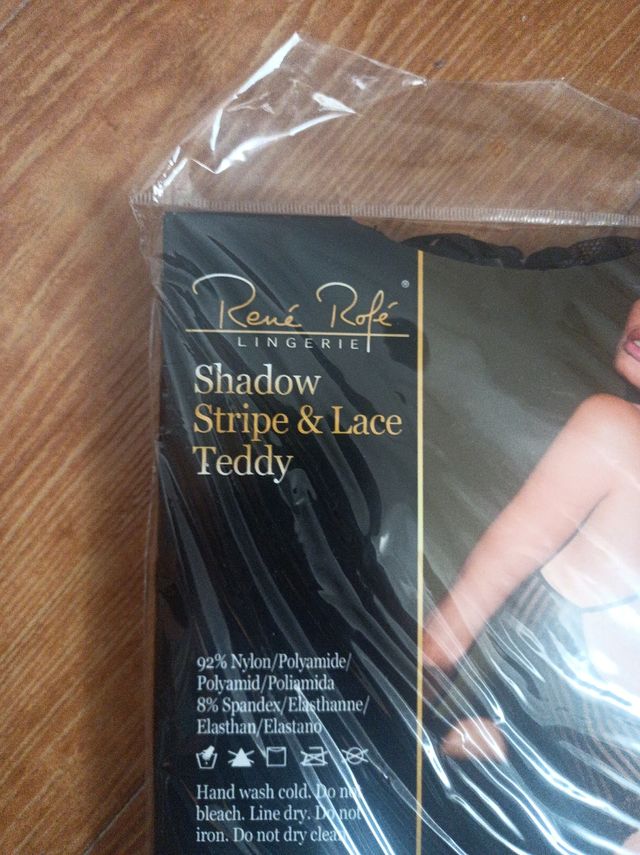 René Rofé®
LINGERIE
Shadow
Stripe & Lace
Teddy
92% Nylon/Polyamide/
Polyamid/Poliamida
8% Spandex/Elasthanne/
Elasthan/Elastano
Hand wash cold. Do not
bleach. Line dry. Do not
iron. Do not dry clean.